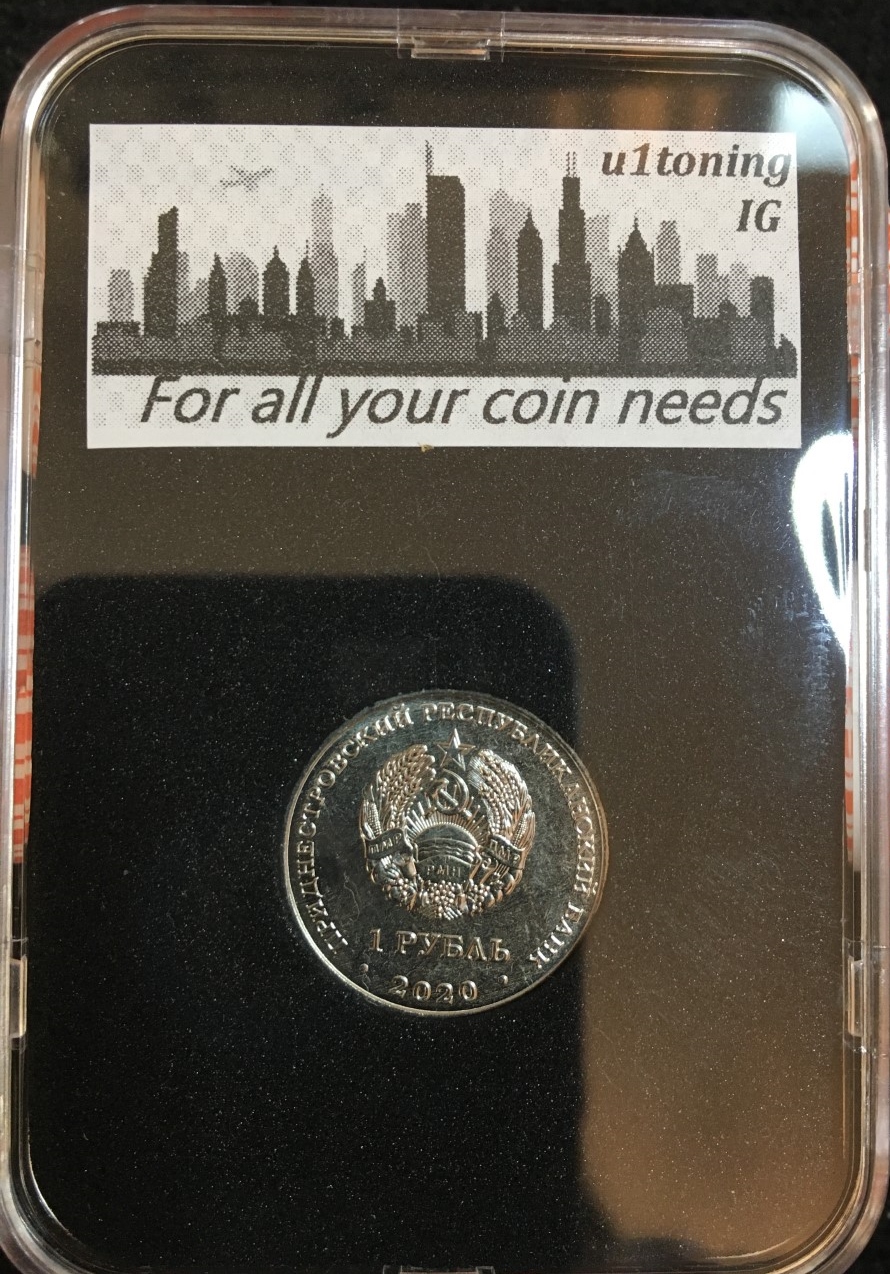 u1toning
IG
For all your coin needs
ПРИДНЕСТРОВСКИЙ РЕСПУБЛИКАНСКИЙ БАНК
1 РУБЛЬ
2020